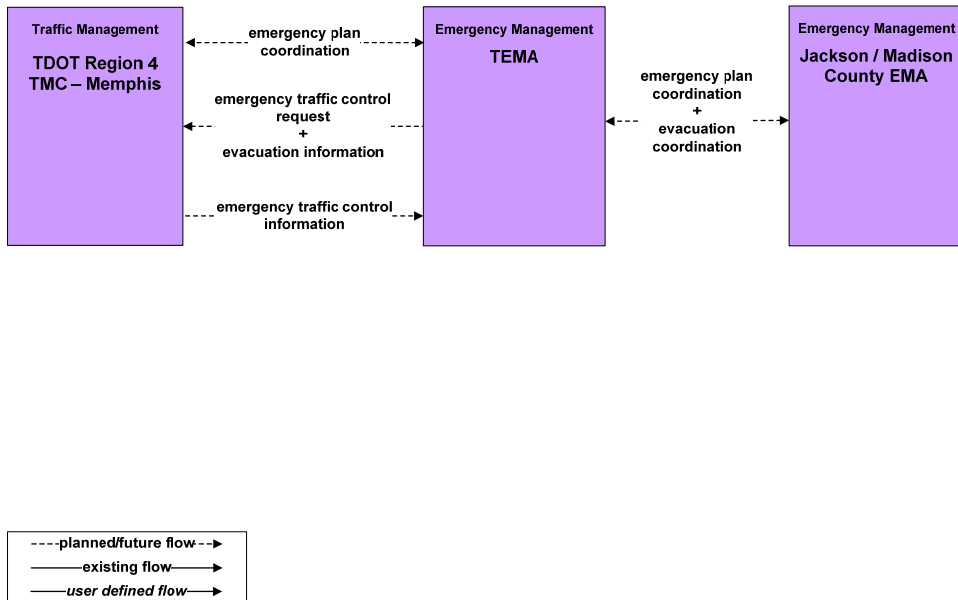 Traffic Management
TDOT Region 4
TMC – Memphis
emergency plan
coordination
emergency traffic control
request
+
evacuation information
emergency traffic control
information
Emergency Management
TEMA
emergency plan
coordination
+
evacuation
coordination
Emergency Management
Jackson / Madison
County EMA
planned/future flow
existing flow
user defined flow